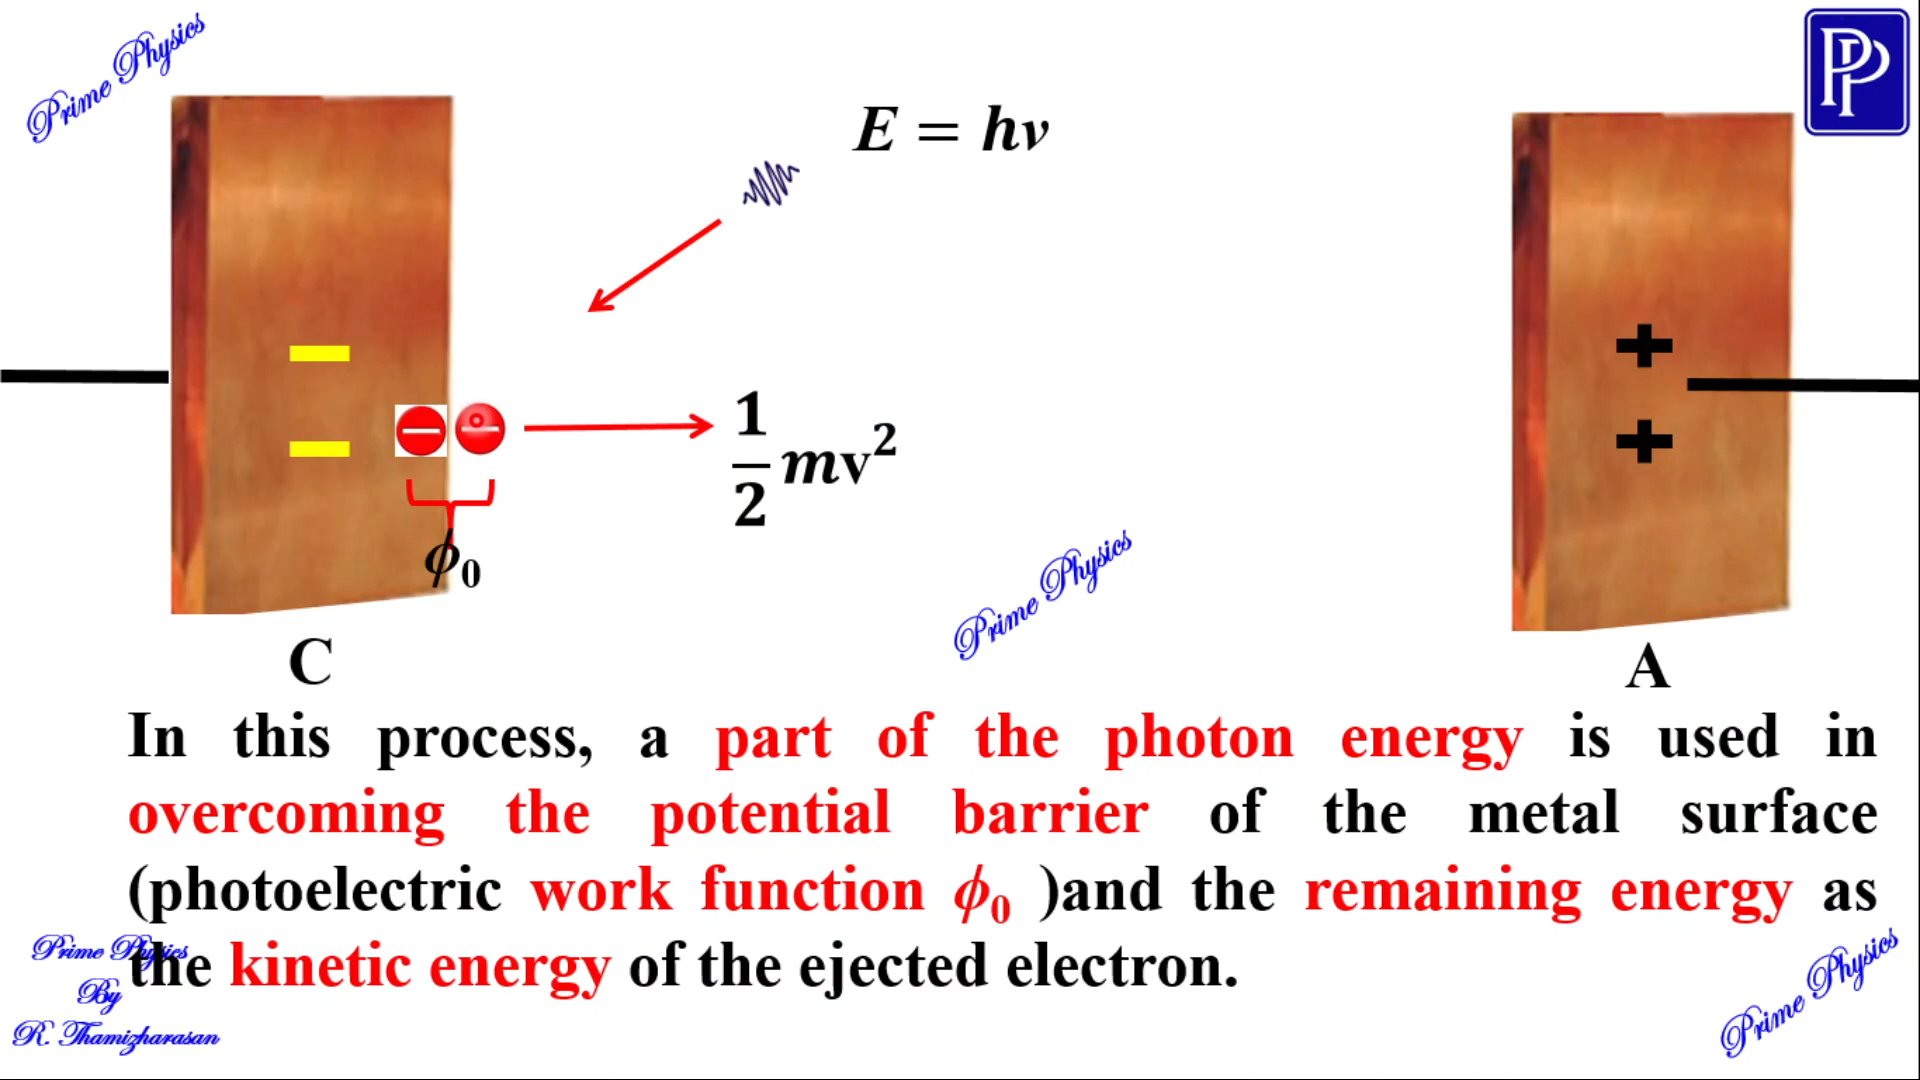 Prime Physics
PP
E = hν
1/2 mv²
ϕ₀
Prime Physics
C
A
In this process, a part of the photon energy is used in
overcoming the potential barrier of the metal surface
(photoelectric work function ϕ₀ )and the remaining energy as
the kinetic energy of the ejected electron.
Prime Physics
By
R. Thamizharasan
Prime Physics